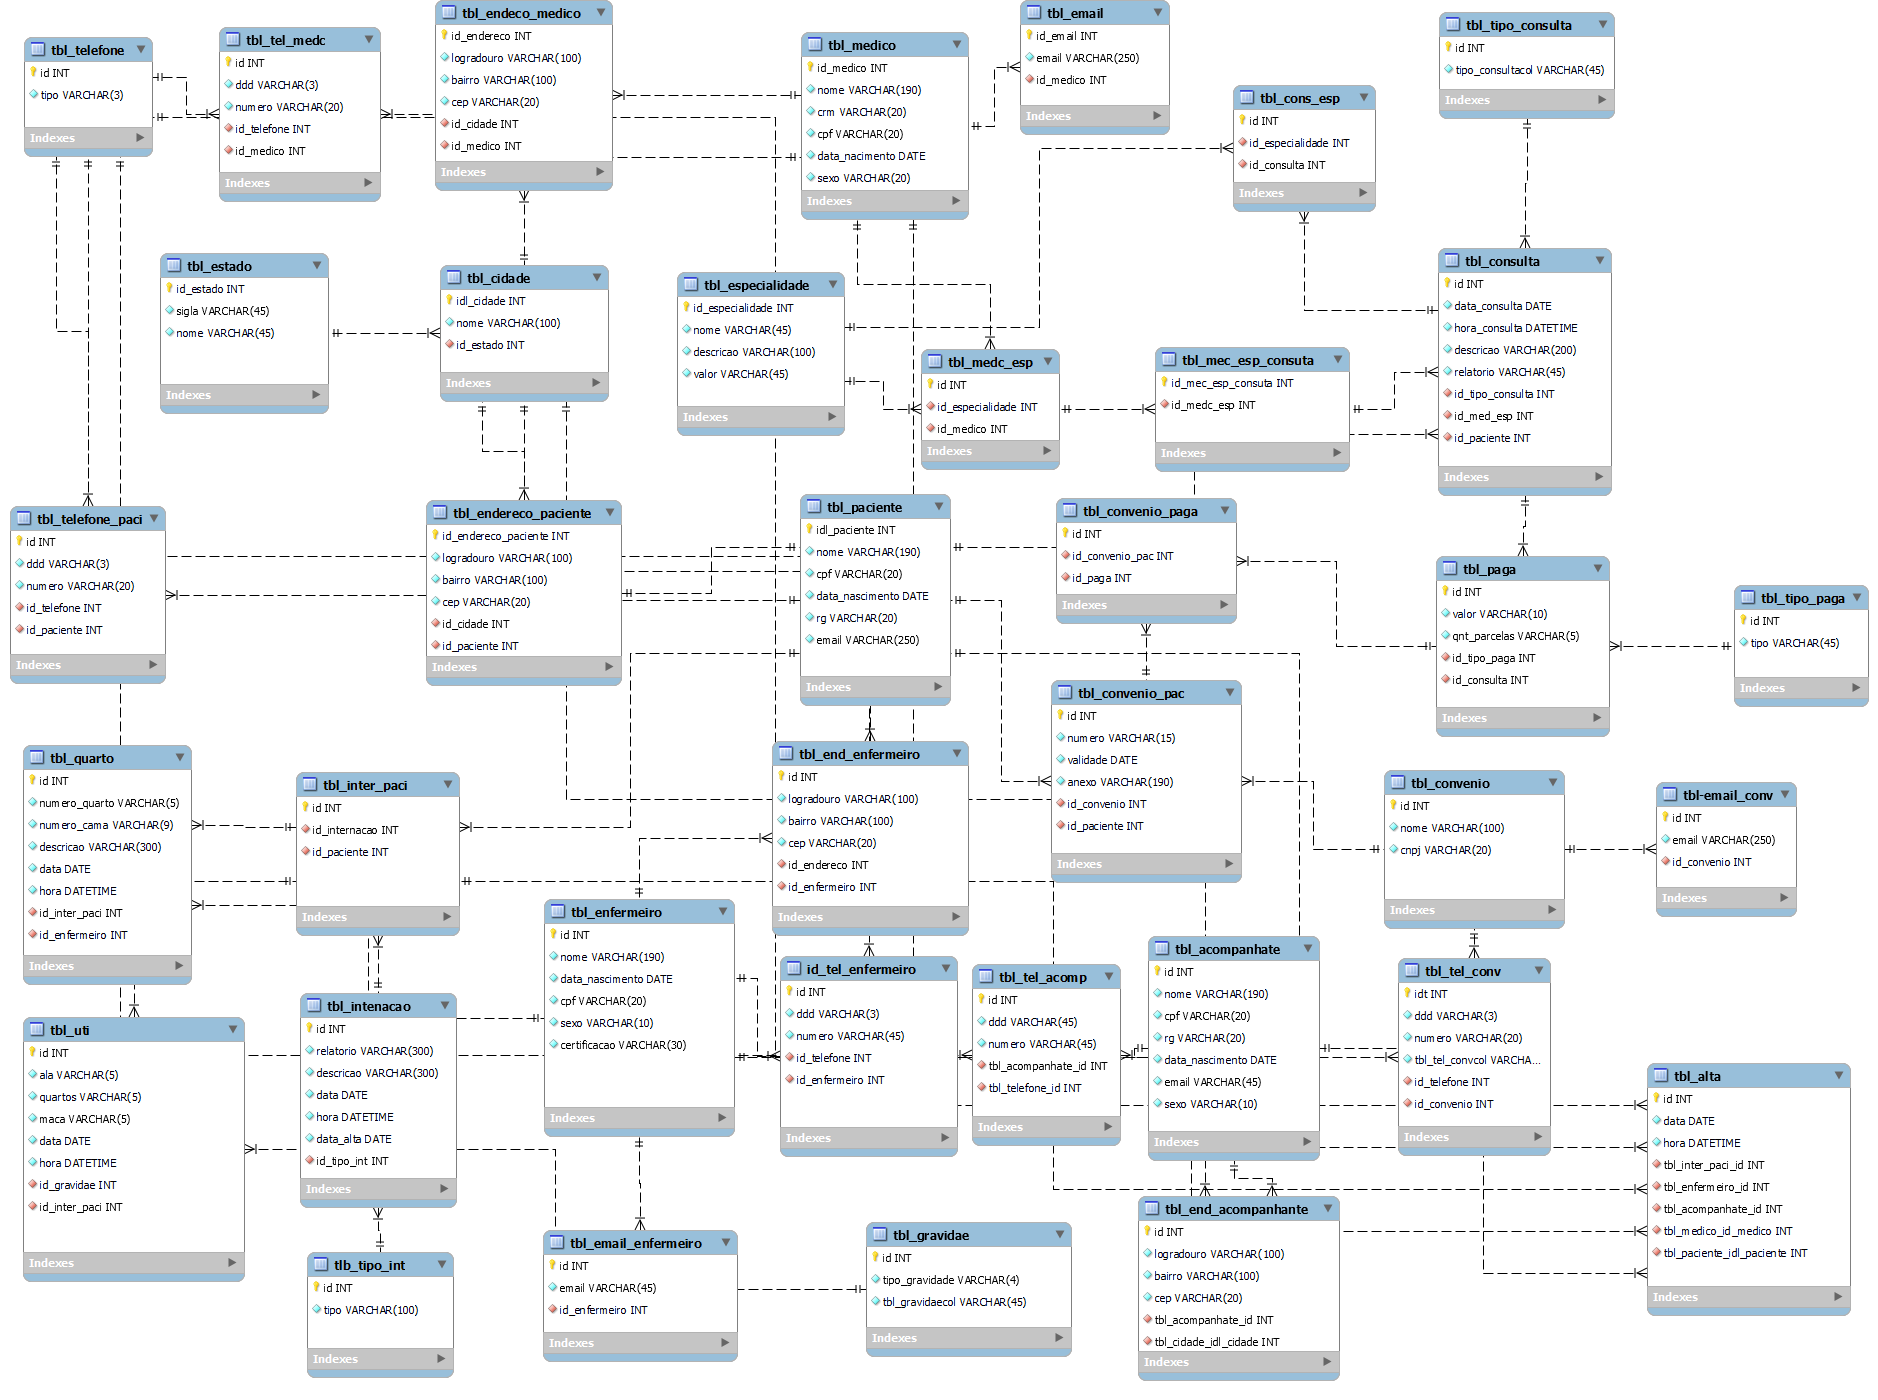 tbl_telefone
id INT
tipo VARCHAR(3)
Indexes
tbl_tel_medc
id INT
ddd VARCHAR(3)
numero VARCHAR(20)
id_telefone INT
id_medico INT
Indexes
tbl_endeco_medico
id_endereco INT
logradouro VARCHAR(100)
bairro VARCHAR(100)
cep VARCHAR(20)
id_cidade INT
id_medico INT
Indexes
tbl_medico
id_medico INT
nome VARCHAR(190)
crm VARCHAR(20)
cpf VARCHAR(20)
data_nacimento DATE
sexo VARCHAR(20)
Indexes
tbl_email
id_email INT
email VARCHAR(250)
id_medico INT
Indexes
tbl_cons_esp
id INT
id_especialidade INT
id_consulta INT
Indexes
tbl_tipo_consulta
id INT
tipo_consultacol VARCHAR(45)
Indexes
tbl_estado
id_estado INT
sigla VARCHAR(45)
nome VARCHAR(45)
Indexes
tbl_cidade
idl_cidade INT
nome VARCHAR(100)
id_estado INT
Indexes
tbl_especialidade
id_especialidade INT
nome VARCHAR(45)
descricao VARCHAR(100)
valor VARCHAR(45)
Indexes
tbl_medc_esp
id INT
id_especialidade INT
id_medico INT
Indexes
tbl_mec_esp_consuta
id_mec_esp_consuta INT
id_medc_esp INT
Indexes
tbl_consulta
id INT
data_consulta DATE
hora_consulta DATETIME
descricao VARCHAR(200)
relatorio VARCHAR(45)
id_tipo_consulta INT
id_med_esp INT
id_paciente INT
Indexes
tbl_telefone_paci
id INT
ddd VARCHAR(3)
numero VARCHAR(20)
id_telefone INT
id_paciente INT
Indexes
tbl_endereco_paciente
id_endereco_paciente INT
logradouro VARCHAR(100)
bairro VARCHAR(100)
cep VARCHAR(20)
id_cidade INT
id_paciente INT
Indexes
tbl_paciente
idl_paciente INT
nome VARCHAR(190)
cpf VARCHAR(20)
data_nascimento DATE
rg VARCHAR(20)
email VARCHAR(250)
Indexes
tbl_convenio_paga
id INT
id_convenio_pac INT
id_paga INT
Indexes
tbl_paga
id INT
valor VARCHAR(10)
qnt_parcelas VARCHAR(5)
id_tipo_paga INT
id_consulta INT
Indexes
tbl_tipo_paga
id INT
tipo VARCHAR(45)
Indexes
tbl_quarto
id INT
numero_quarto VARCHAR(5)
numero_cama VARCHAR(9)
descricao VARCHAR(300)
data DATE
hora DATETIME
id_inter_paci INT
id_enfermeiro INT
Indexes
tbl_inter_paci
id INT
id_internacao INT
id_paciente INT
Indexes
tbl_end_enfermeiro
id INT
logradouro VARCHAR(100)
bairro VARCHAR(100)
cep VARCHAR(20)
id_endereco INT
id_enfermeiro INT
Indexes
tbl_convenio_pac
id INT
numero VARCHAR(15)
validade DATE
anexo VARCHAR(190)
id_convenio INT
id_paciente INT
Indexes
tbl_convenio
id INT
nome VARCHAR(100)
cnpj VARCHAR(20)
Indexes
tbl-email_conv
id INT
email VARCHAR(250)
id_convenio INT
Indexes
tbl_uti
id INT
ala VARCHAR(5)
quartos VARCHAR(5)
maca VARCHAR(5)
data DATE
hora DATETIME
id_gravidae INT
id_inter_paci INT
Indexes
tbl_intenacao
id INT
relatorio VARCHAR(300)
descricao VARCHAR(300)
data DATE
hora DATETIME
data_alta DATE
id_tipo_int INT
Indexes
tbl_enfermeiro
id INT
nome VARCHAR(190)
data_nascimento DATE
cpf VARCHAR(20)
sexo VARCHAR(10)
certificacao VARCHAR(30)
Indexes
id_tel_enfermeiro
id INT
ddd VARCHAR(3)
numero VARCHAR(45)
id_telefone INT
id_enfermeiro INT
Indexes
tbl_tel_acomp
id INT
ddd VARCHAR(45)
numero VARCHAR(45)
tbl_acompanhate_id INT
tbl_telefone_id INT
Indexes
tbl_acompanhate
id INT
nome VARCHAR(190)
cpf VARCHAR(20)
rg VARCHAR(20)
data_nascimento DATE
email VARCHAR(45)
sexo VARCHAR(10)
Indexes
tbl_tel_conv
idt INT
ddd VARCHAR(3)
numero VARCHAR(20)
tbl_tel_convcol VARCHA...
id_telefone INT
id_convenio INT
Indexes
tbl_alta
id INT
data DATE
hora DATETIME
tbl_inter_paci_id INT
tbl_enfermeiro_id INT
tbl_acompanhate_id INT
tbl_medico_id_medico INT
tbl_paciente_idl_paciente INT
Indexes
tlb_tipo_int
id INT
tipo VARCHAR(100)
Indexes
tbl_email_enfermeiro
id INT
email VARCHAR(45)
id_enfermeiro INT
Indexes
tbl_gravidae
id INT
tipo_gravidade VARCHAR(4)
tbl_gravidaecol VARCHAR(45)
Indexes
tbl_end_acompanhante
id INT
logradouro VARCHAR(100)
bairro VARCHAR(100)
cep VARCHAR(20)
tbl_acompanhate_id INT
tbl_cidade_idl_cidade INT
Indexes